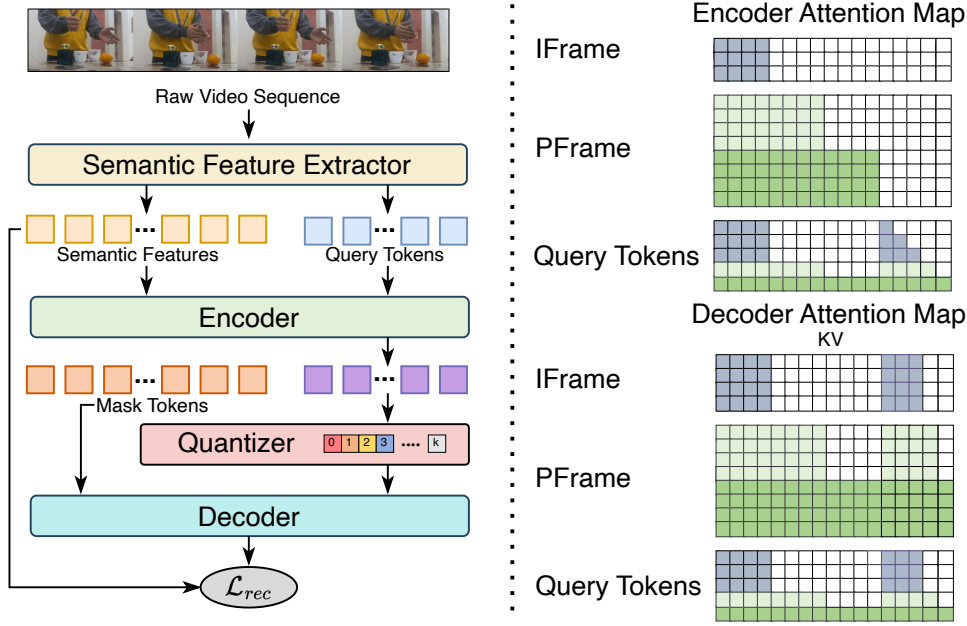 Raw Video Sequence
Semantic Feature Extractor
...
...
Semantic Features
Query Tokens
Encoder
...
...
Mask Tokens
Quantizer
0 1 2 3 .... k
Decoder
ℒrec
Encoder Attention Map
IFrame
PFrame
Query Tokens
Decoder Attention Map
KV
IFrame
PFrame
Query Tokens